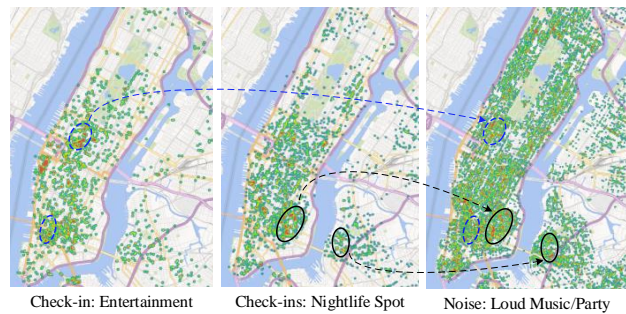 Check-in: Entertainment
Check-ins: Nightlife Spot
Noise: Loud Music/Party